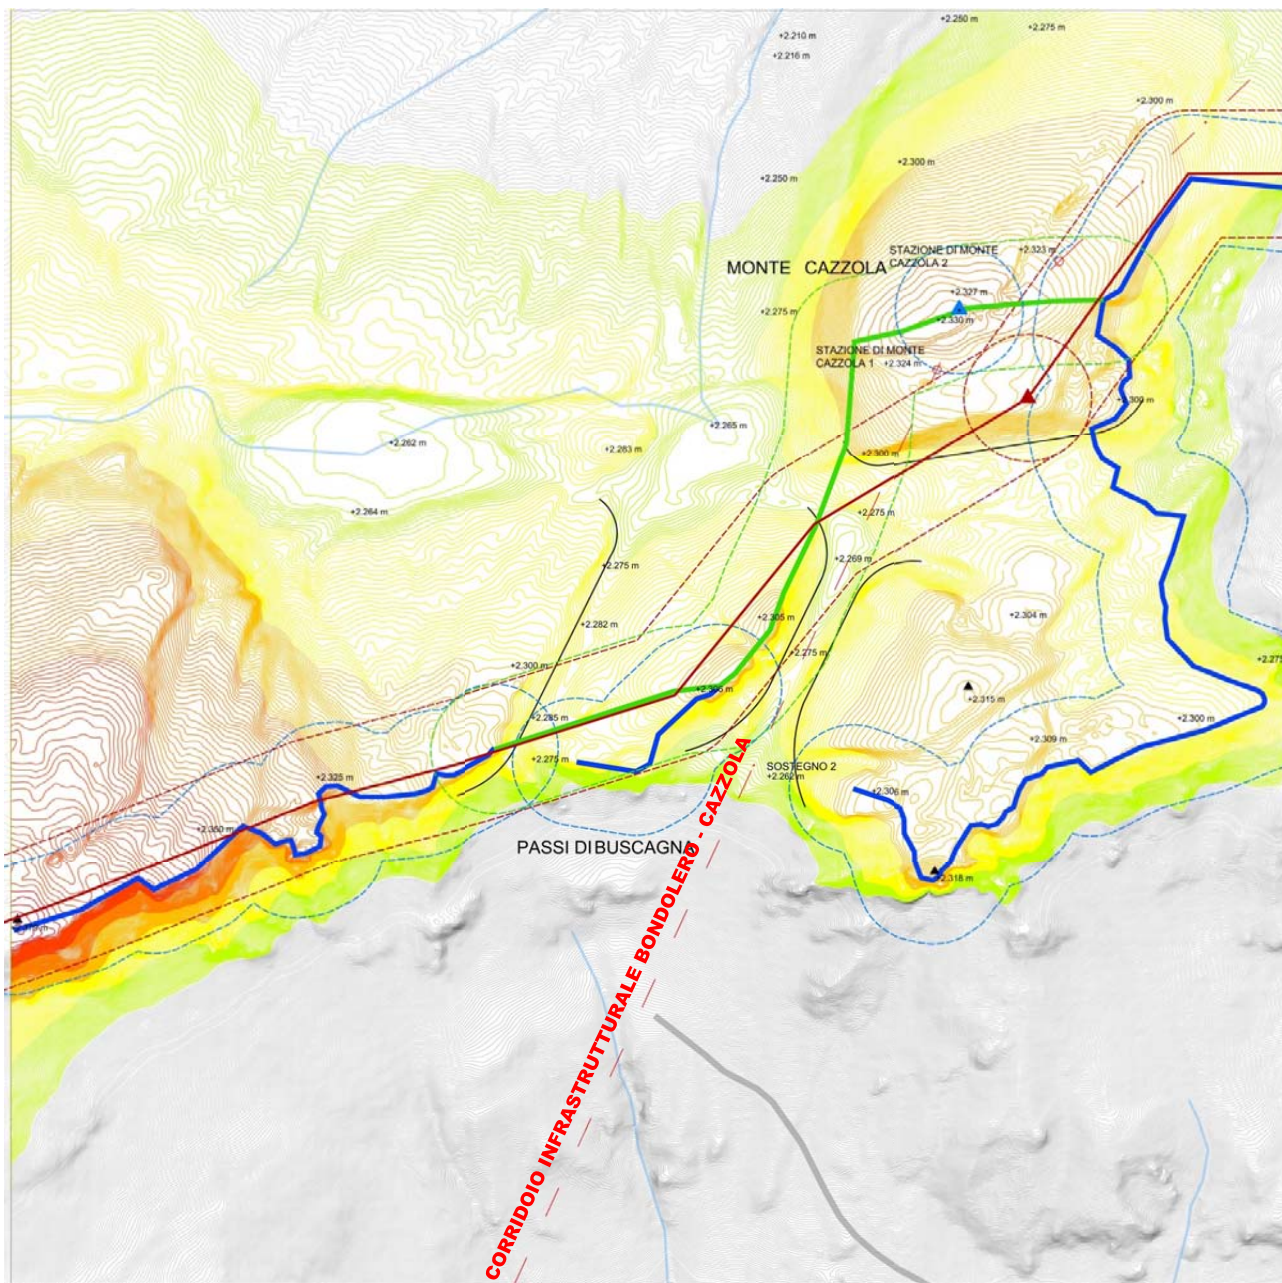 +2.250 m
+2.275 m
+2.210 m
+2.216 m
+2.300 m
+2.300 m
+2.250 m
STAZIONE DI MONTE
CAZZOLA 2
+2.323 m
MONTE CAZZOLA
+2.327 m
+2.275 m
+2.330 m
STAZIONE DI MONTE
CAZZOLA 1
+2.324 m
+2.300 m
+2.265 m
+2.262 m
+2.283 m
+2.300 m
+2.264 m
+2.275 m
+2.269 m
+2.275 m
+2.304 m
+2.305 m
+2.282 m
+2.275 m
+2.300 m
+2.306 m
+2.315 m
+2.285 m
+2.300 m
+2.309 m
+2.275 m
SOSTEGNO 2
+2.262 m
+2.325 m
+2.306 m
+2.350 m
PASSI DI BUSCAGNA
+2.318 m
CORRIDOIO INFRASTRUTTURALE BONDOLERO - CAZZOLA